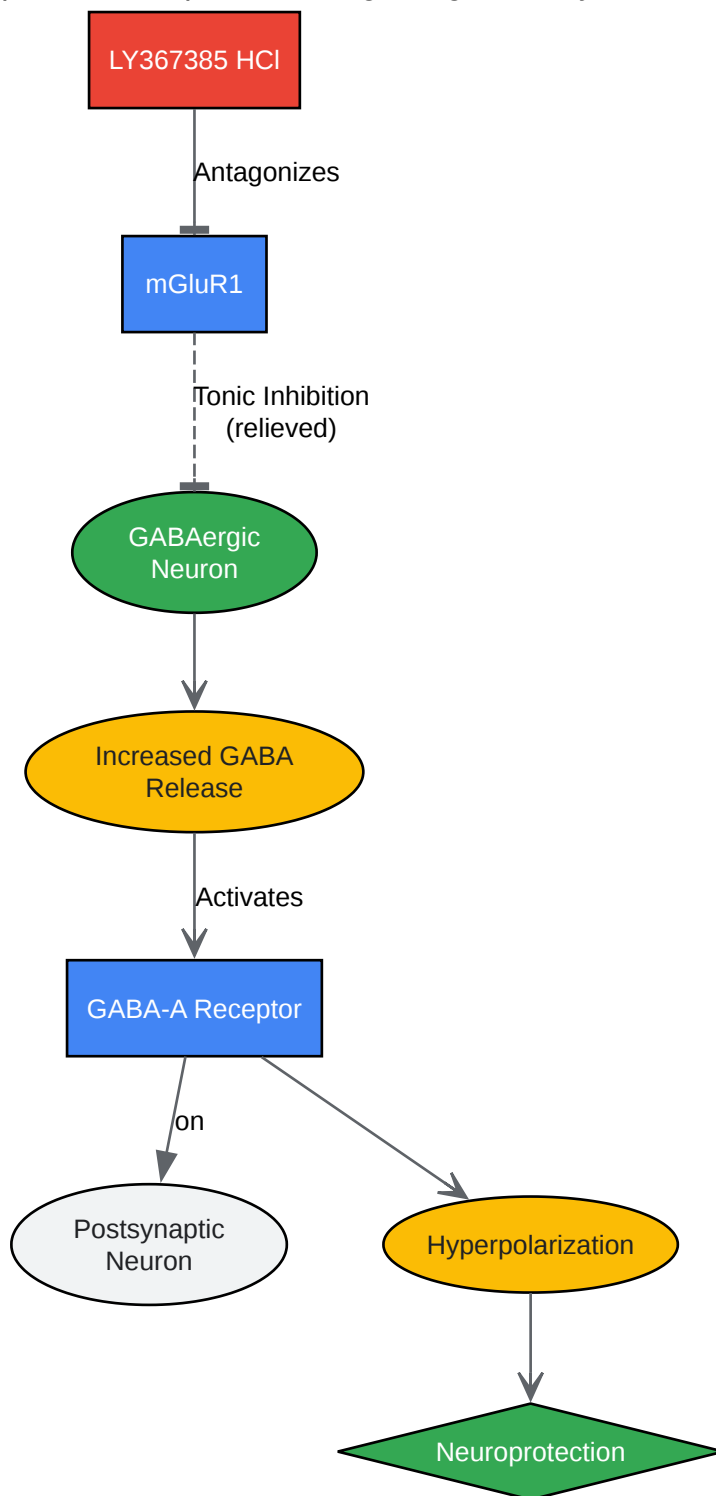 LY367385 HCl
Antagonizes
mGluR1
Tonic Inhibition
(relieved)
GABAergic
Neuron
Increased GABA
Release
Activates
GABA-A Receptor
on
Postsynaptic
Neuron
Hyperpolarization
Neuroprotection